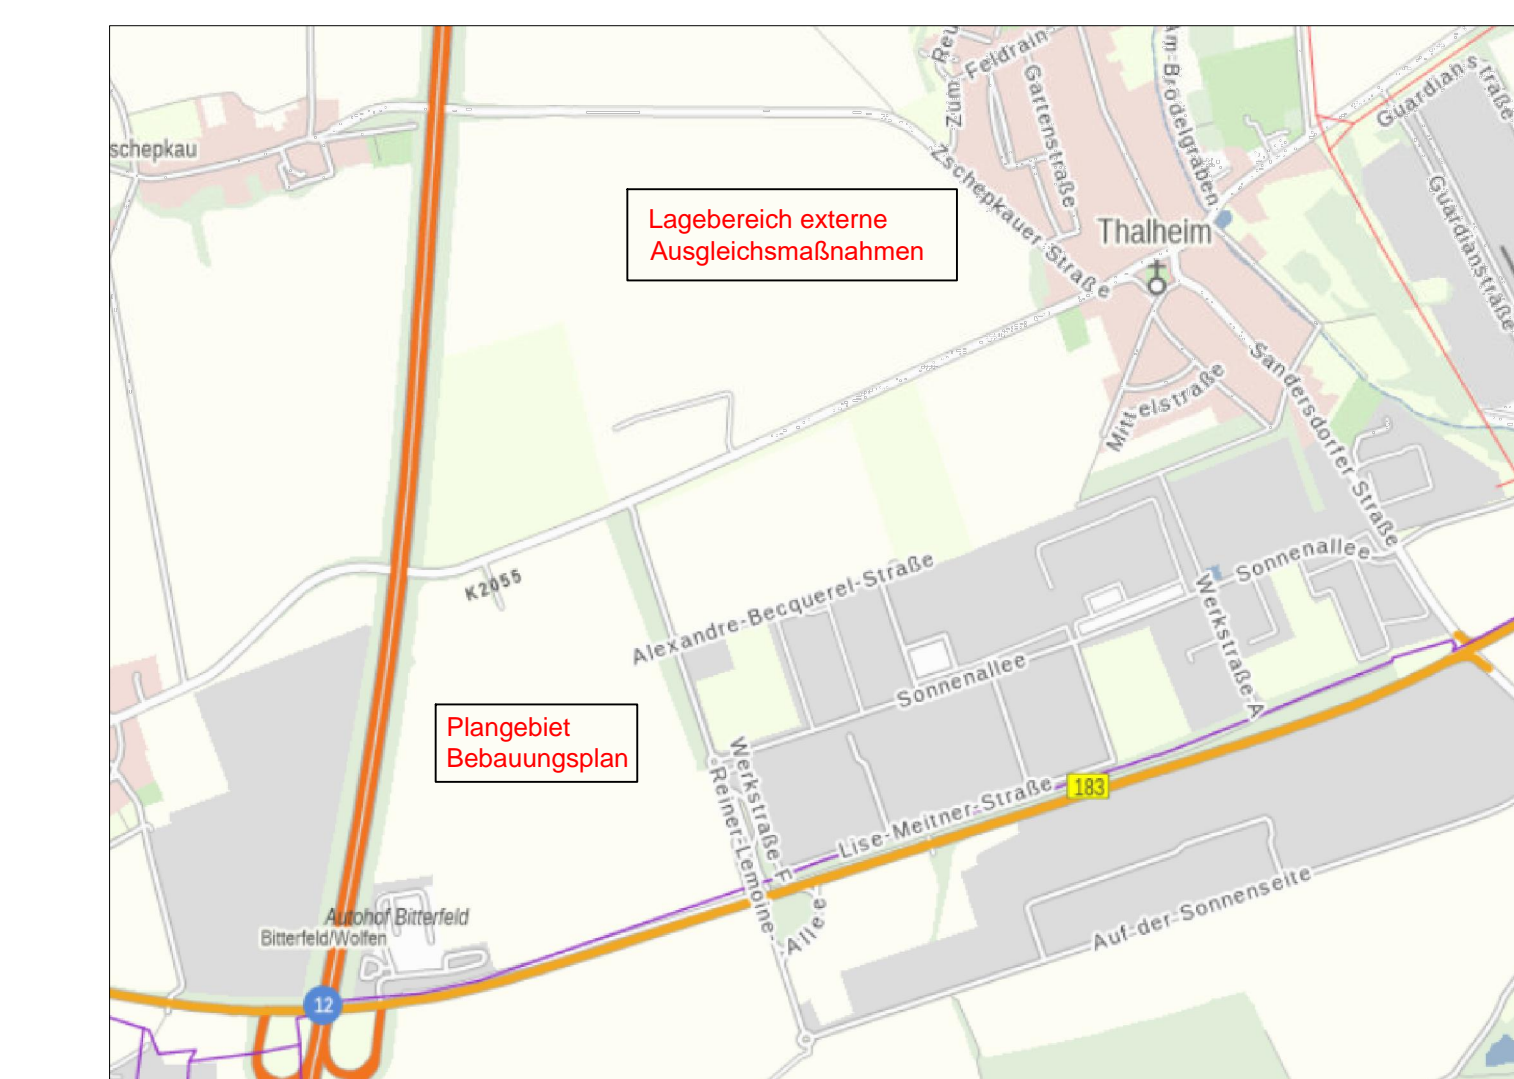 Zum Reu
Feldrain
Gartenstraße
Am-Brödelgraben
Guardianstraße
schepkau
Zschepkauer Straße
Guardianstraße
Lagebereich externe
Ausgleichsmaßnahmen
Thalheim
Sandersdorfer Straße
Mittelstraße
K2055
Alexandre-Becquerel-Straße
Sonnenallee
Werkstraße-A
Sonnenallee
Plangebiet
Bebauungsplan
Werkstraße-F
Reiner-Lemoine-Allee
Lise-Meitner-Straße
183
Auf-der-Sonnenseite
Autohof Bitterfeld
Bitterfeld/Wolfen
12